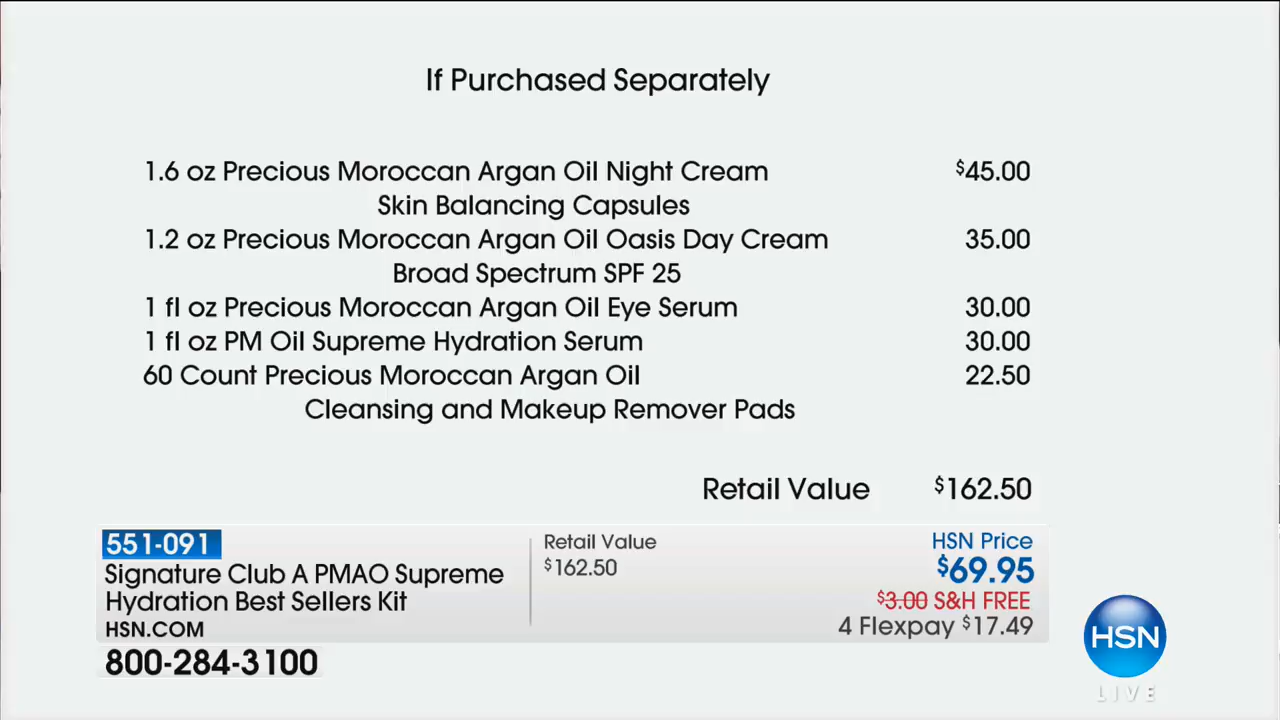 If Purchased Separately
1.6 oz Precious Moroccan Argan Oil Night Cream $45.00
Skin Balancing Capsules
1.2 oz Precious Moroccan Argan Oil Oasis Day Cream 35.00
Broad Spectrum SPF 25
1 fl oz Precious Moroccan Argan Oil Eye Serum 30.00
1 fl oz PM Oil Supreme Hydration Serum 30.00
60 Count Precious Moroccan Argan Oil 22.50
Cleansing and Makeup Remover Pads
Retail Value $162.50
551-091
Signature Club A PMAO Supreme
Hydration Best Sellers Kit
HSN.COM
800-284-3100
Retail Value
$162.50
HSN Price
$69.95
$3.00 S&H FREE
4 Flexpay $17.49
HSN
LIVE